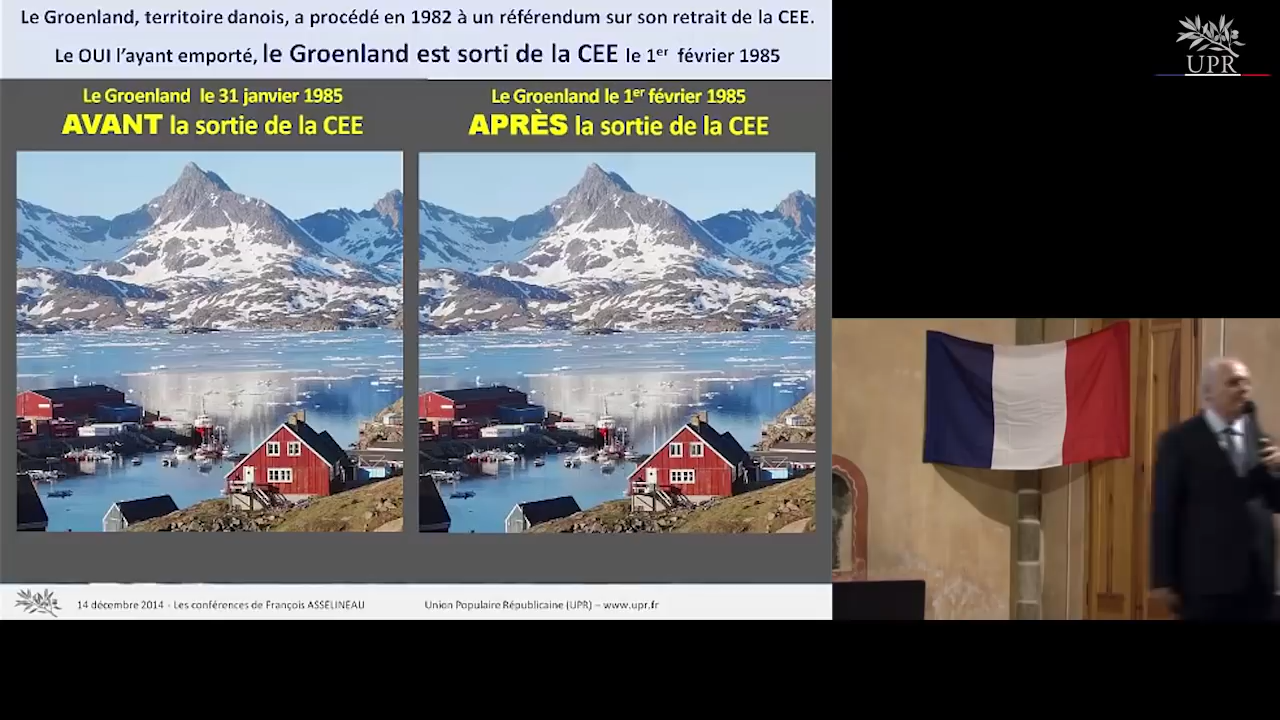 Le Groenland, territoire danois, a procédé en 1982 à un référendum sur son retrait de la CEE.
Le OUI l'ayant emporté, le Groenland est sorti de la CEE le 1er février 1985
Le Groenland le 31 janvier 1985
AVANT la sortie de la CEE
Le Groenland le 1er février 1985
APRÈS la sortie de la CEE
14 décembre 2014 - Les conférences de François ASSELINEAU
Union Populaire Républicaine (UPR) – www.upr.fr
UPR